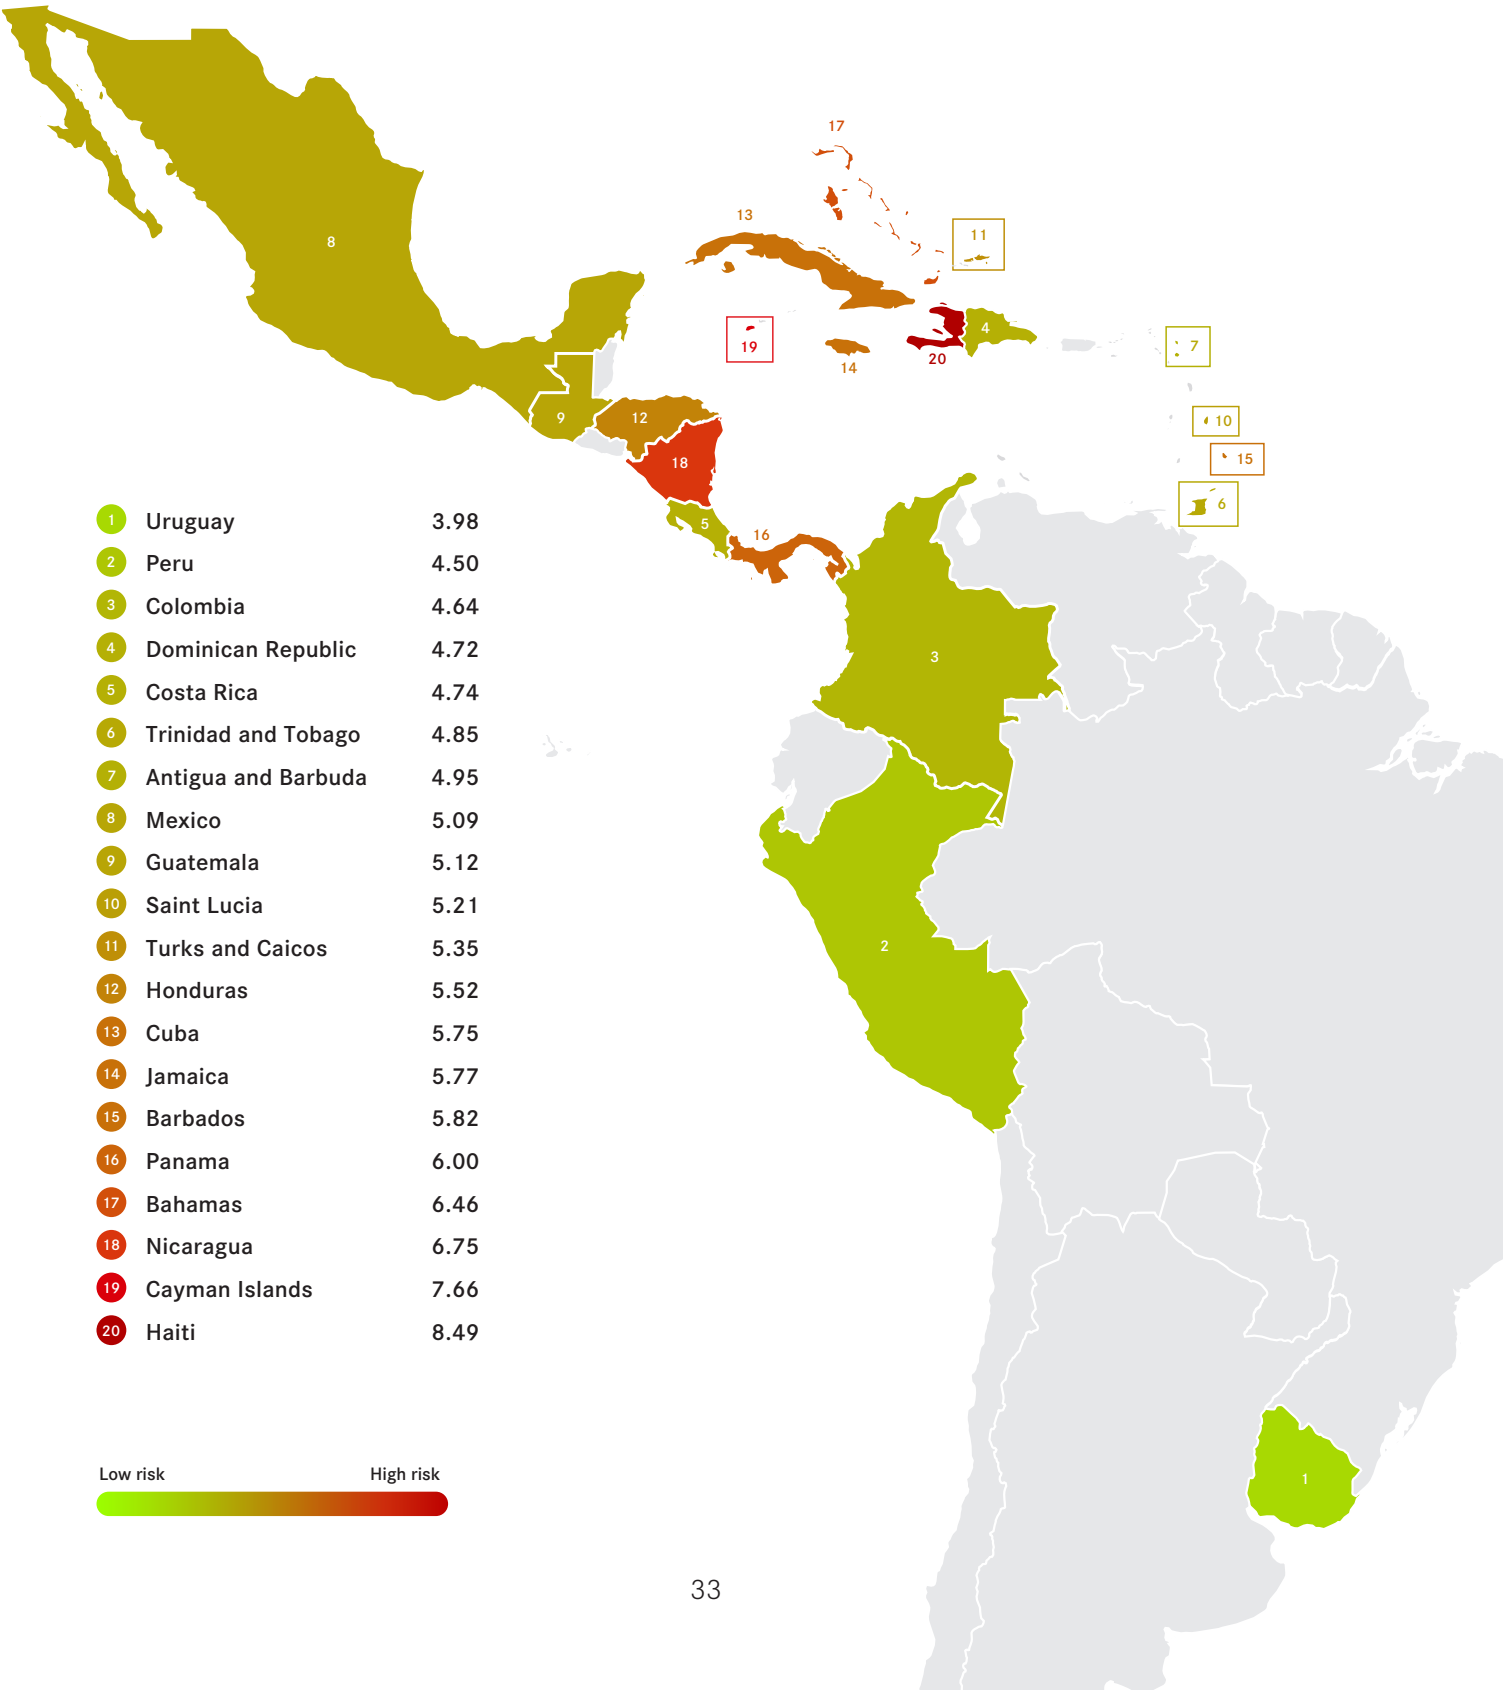 17
13
11
8
4
7
19
20
14
9
12
10
15
18
6
5
16
3
2
1
1 Uruguay 3.98
2 Peru 4.50
3 Colombia 4.64
4 Dominican Republic 4.72
5 Costa Rica 4.74
6 Trinidad and Tobago 4.85
7 Antigua and Barbuda 4.95
8 Mexico 5.09
9 Guatemala 5.12
10 Saint Lucia 5.21
11 Turks and Caicos 5.35
12 Honduras 5.52
13 Cuba 5.75
14 Jamaica 5.77
15 Barbados 5.82
16 Panama 6.00
17 Bahamas 6.46
18 Nicaragua 6.75
19 Cayman Islands 7.66
20 Haiti 8.49
Low risk High risk
33